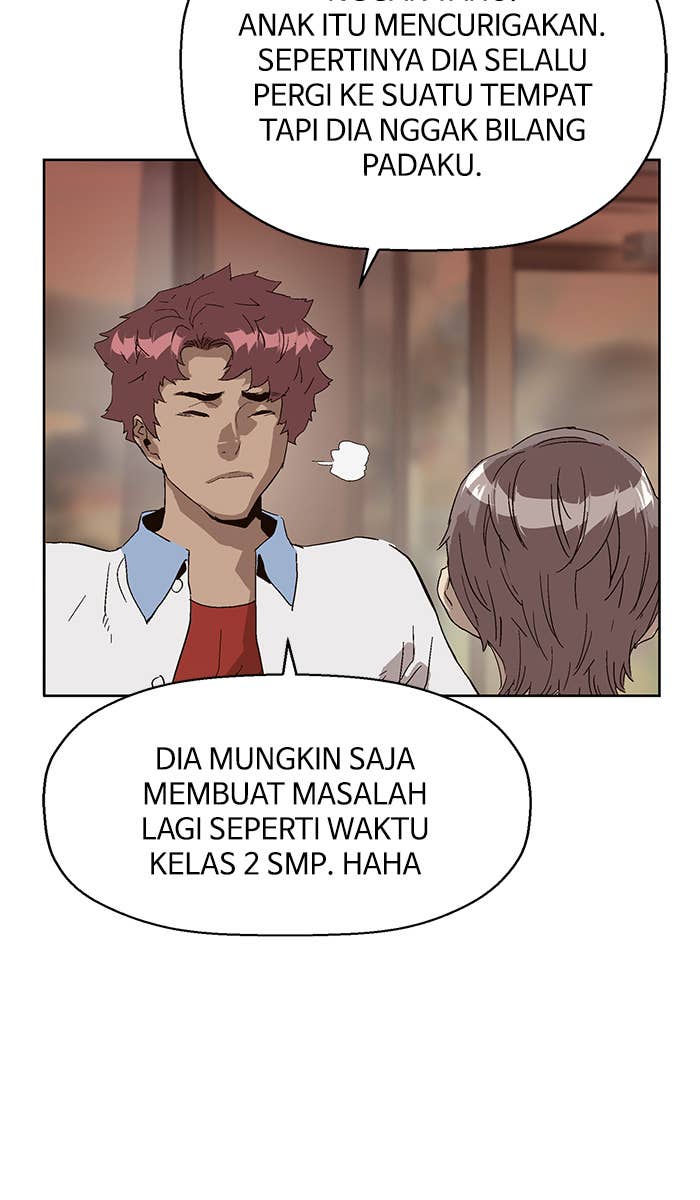 ANAK ITU MENCURIGAKAN.
SEPERTINYA DIA SELALU
PERGI KE SUATU TEMPAT
TAPI DIA NGGAK BILANG
PADAKU.
DIA MUNGKIN SAJA
MEMBUAT MASALAH
LAGI SEPERTI WAKTU
KELAS 2 SMP. HAHA